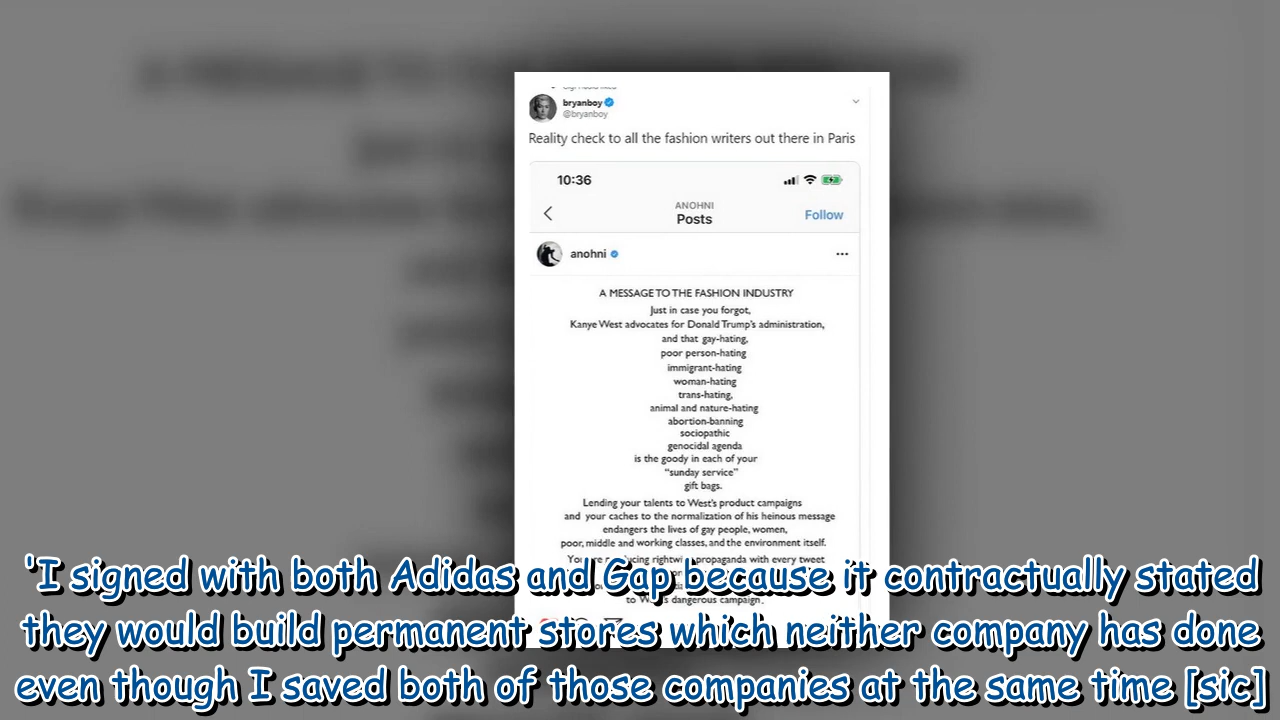 bryanboy
@bryanboy
Reality check to all the fashion writers out there in Paris
10:36
ANOHNI
Posts
Follow
anohni
A MESSAGE TO THE FASHION INDUSTRY
Just in case you forgot,
Kanye West advocates for Donald Trump's administration,
and that gay-hating,
poor person-hating
immigrant-hating
woman-hating
trans-hating,
animal and nature-hating
abortion-banning
sociopathic
genocidal agenda
is the goody in each of your
"sunday service"
gift bags.
Lending your talents to West's product campaigns
and your caches to the normalization of his heinous message
endangers the lives of gay people, women,
poor, middle and working classes, and the environment itself.
propaganda with every tweet
dangerous campaign.
'I signed with both Adidas and Gap because it contractually stated
they would build permanent stores which neither company has done
even though I saved both of those companies at the same time [sic]